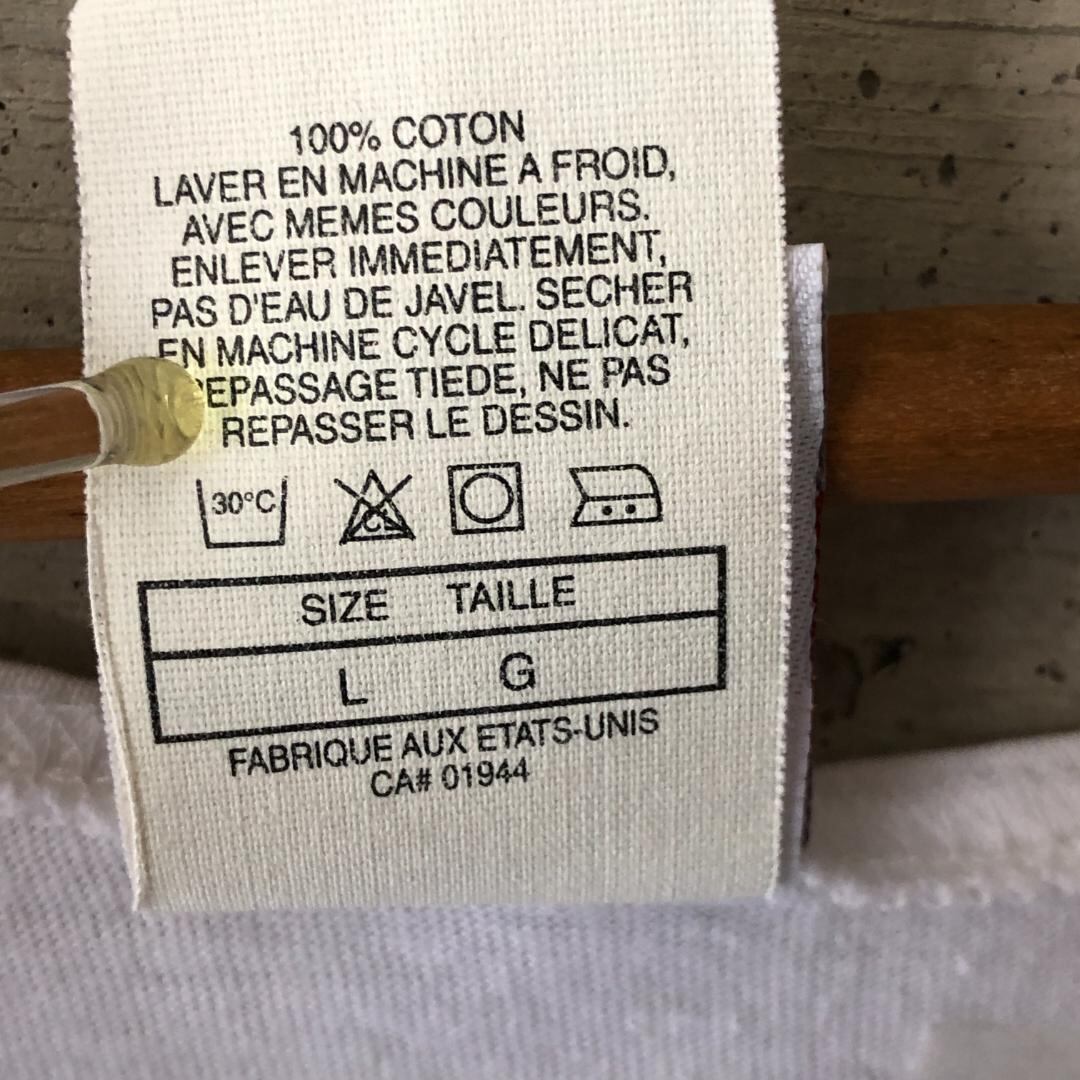 100% COTON
LAVER EN MACHINE A FROID,
AVEC MEMES COULEURS.
ENLEVER IMMEDIATEMENT,
PAS D'EAU DE JAVEL. SECHER
EN MACHINE CYCLE DELICAT,
REPASSAGE TIEDE, NE PAS
REPASSER LE DESSIN.
30°C CL
SIZE TAILLE
L G
FABRIQUE AUX ETATS-UNIS
CA# 01944